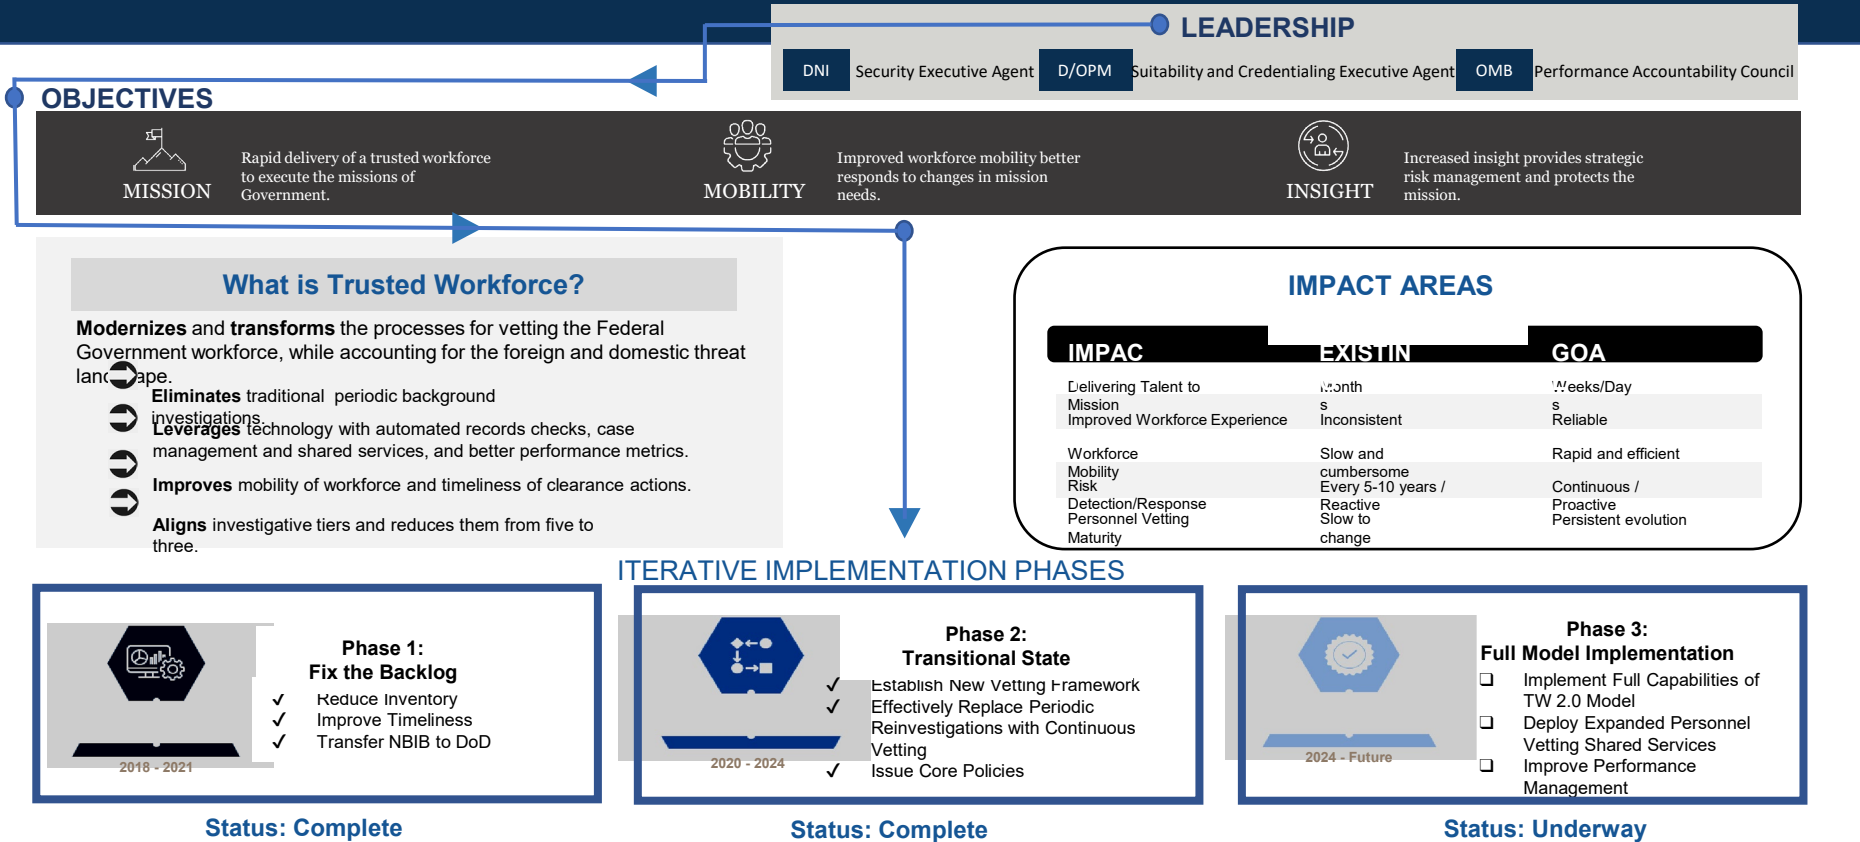 LEADERSHIP
DNI Security Executive Agent D/OPM Suitability and Credentialing Executive Agent OMB Performance Accountability Council
OBJECTIVES
MISSION
Rapid delivery of a trusted workforce
to execute the missions of
Government.
MOBILITY
Improved workforce mobility better
responds to changes in mission
needs.
INSIGHT
Increased insight provides strategic
risk management and protects the
mission.
What is Trusted Workforce?
Modernizes and transforms the processes for vetting the Federal
Government workforce, while accounting for the foreign and domestic threat
landscape.
Eliminates traditional periodic background
investigations.
Leverages technology with automated records checks, case
management and shared services, and better performance metrics.
Improves mobility of workforce and timeliness of clearance actions.
Aligns investigative tiers and reduces them from five to
three.
IMPACT AREAS
IMPAC EXISTIN GOA
Delivering Talent to Month Weeks/Day
Mission s s
Improved Workforce Experience Inconsistent Reliable
Workforce Slow and Rapid and efficient
Mobility cumbersome
Risk Every 5-10 years / Continuous /
Detection/Response Reactive Proactive
Personnel Vetting Slow to Persistent evolution
Maturity change
ITERATIVE IMPLEMENTATION PHASES
Phase 1:
Fix the Backlog
✓ Reduce Inventory
✓ Improve Timeliness
✓ Transfer NBIB to DoD
2018 - 2021
Status: Complete
Phase 2:
Transitional State
✓ Establish New Vetting Framework
✓ Effectively Replace Periodic
Reinvestigations with Continuous
Vetting
✓ Issue Core Policies
2020 - 2024
Status: Complete
Phase 3:
Full Model Implementation
❑ Implement Full Capabilities of
TW 2.0 Model
❑ Deploy Expanded Personnel
Vetting Shared Services
❑ Improve Performance
Management
2024 - Future
Status: Underway